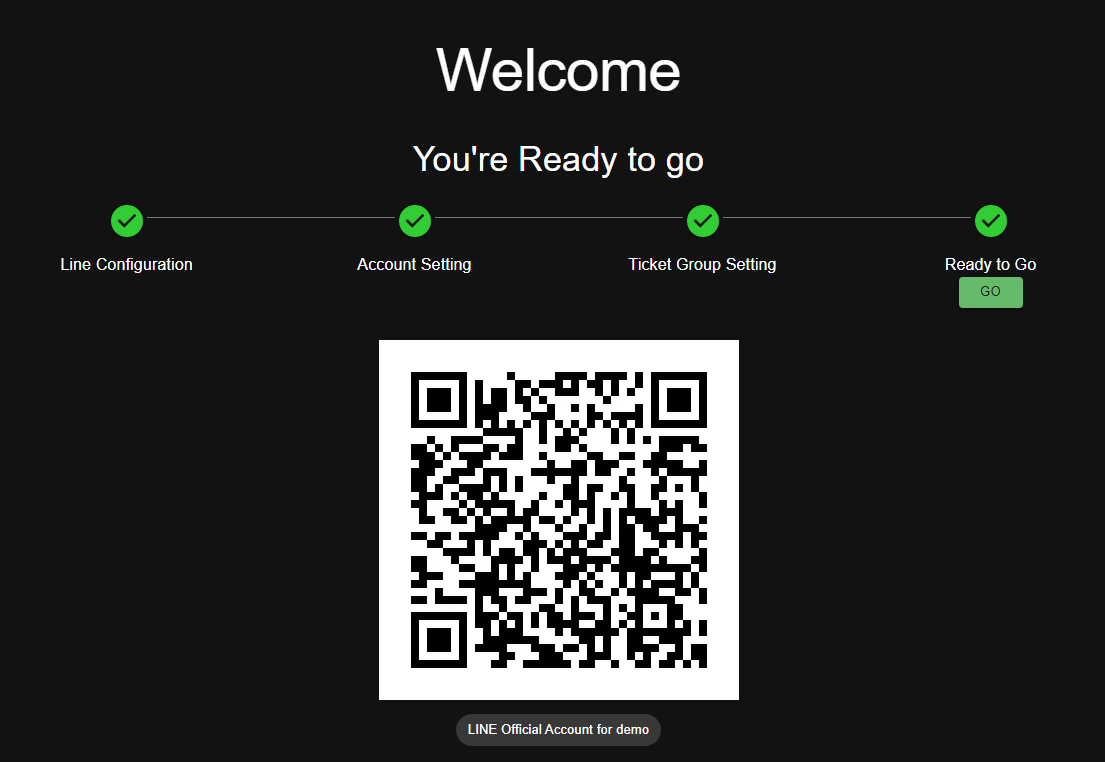 Welcome
You're Ready to go
Line Configuration
Account Setting
Ticket Group Setting
Ready to Go
GO
LINE Official Account for demo